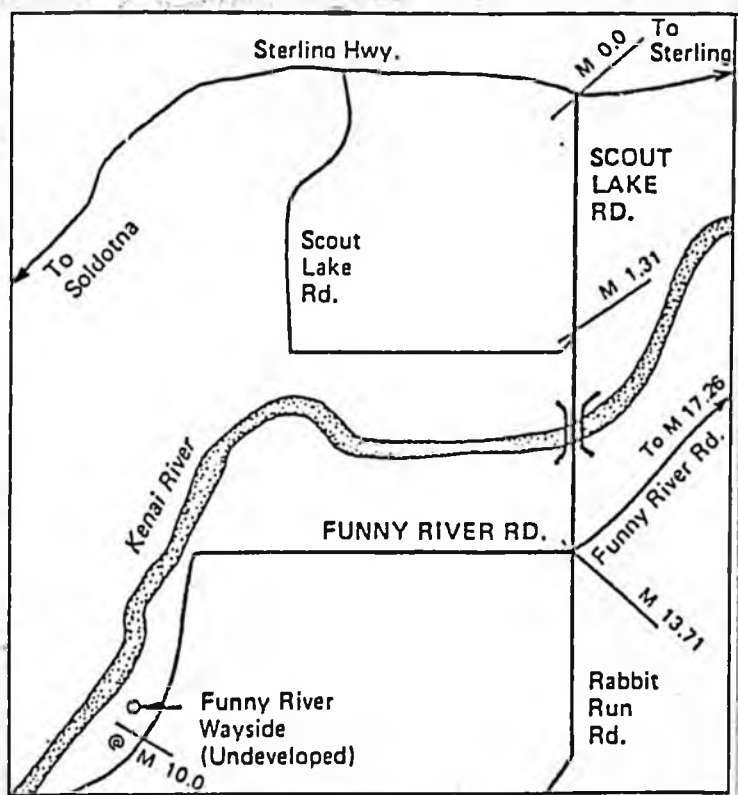 Sterling Hwy.
M 0.0
To
Sterling
SCOUT
LAKE
RD.
To
Soldotna
Scout
Lake
Rd.
M 1.31
Kenai River
To M 17.26
Funny River Rd.
FUNNY RIVER RD.
M 13.71
Funny River
Wayside
(Undeveloped)
@ M 10.0
Rabbit
Run
Rd.